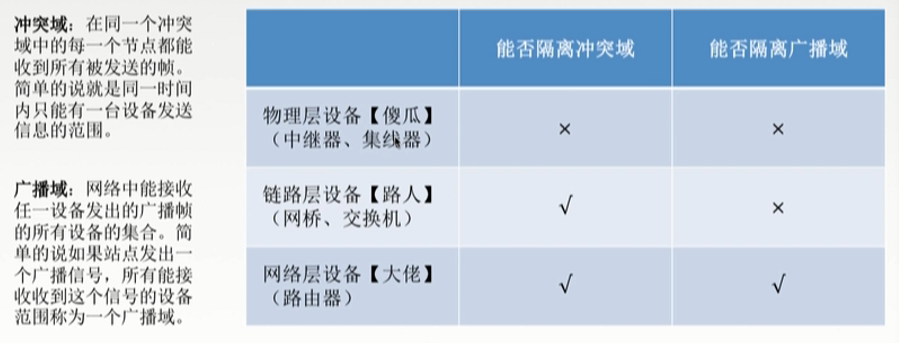 冲突域：在同一个冲突
域中的每一个节点都能
收到所有被发送的帧。
简单的说就是同一时间
内只能有一台设备发送
信息的范围。
广播域：网络中能接收
任一设备发出的广播帧
的所有设备的集合。简
单的说如果站点发出一
个广播信号，所有能接
收收到这个信号的设备
范围称为一个广播域。
能否隔离冲突域 能否隔离广播域
物理层设备【傻瓜】
（中继器、集线器） × ×
链路层设备【路人】
（网桥、交换机） √ ×
网络层设备【大佬】
（路由器） √ √